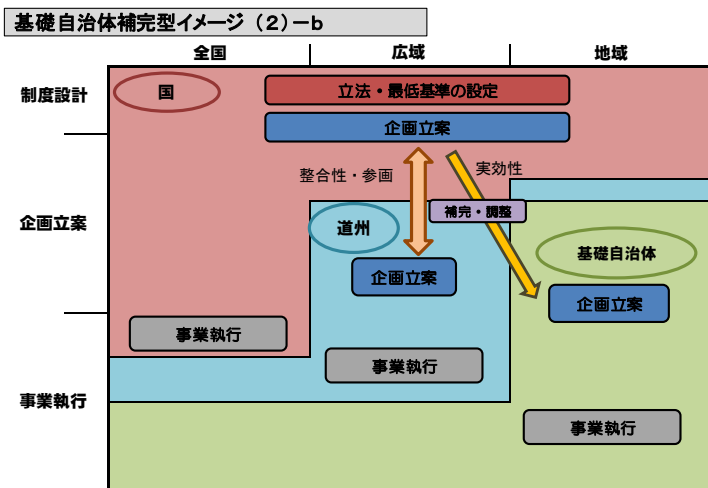 基礎自治体補完型イメージ（２）－ｂ
全国
広域
地域
制度設計
国
立法・最低基準の設定
企画立案
整合性・参画
実効性
企画立案
道州
補完・調整
基礎自治体
企画立案
企画立案
事業執行
事業執行
事業執行
事業執行